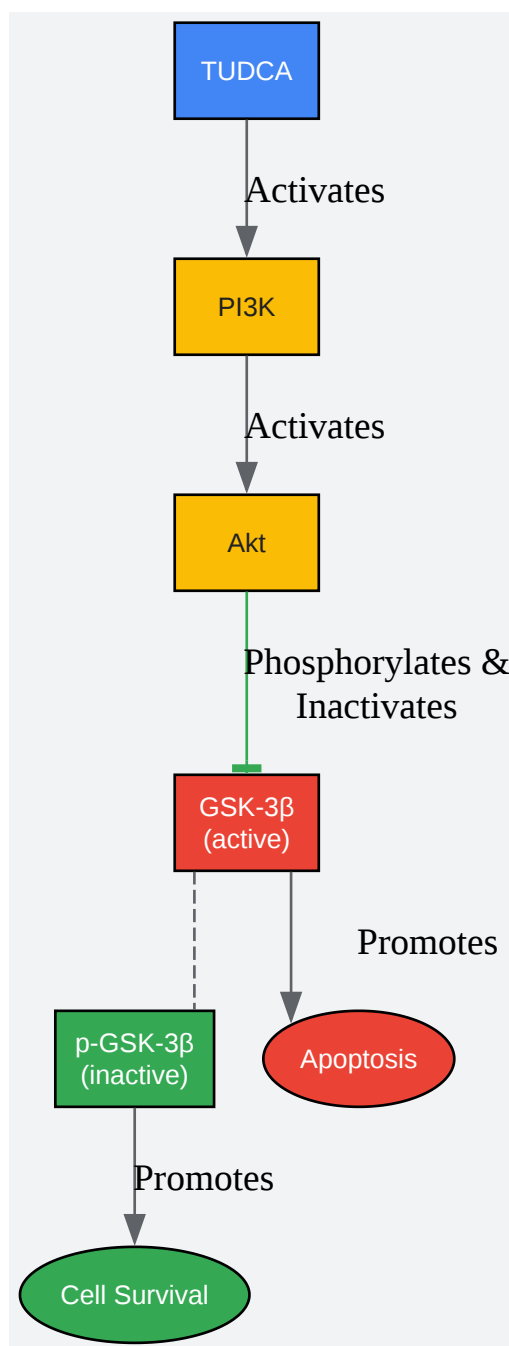 TUDCA
Activates
PI3K
Activates
Akt
Phosphorylates &
Inactivates
GSK-3β
(active)
Promotes
p-GSK-3β
(inactive)
Apoptosis
Promotes
Cell Survival